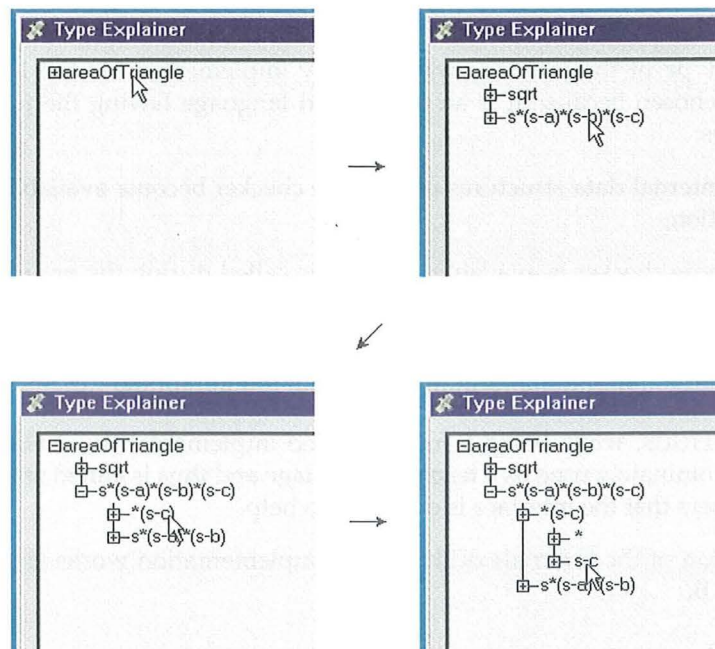 Type Explainer
areaOfTriangle
Type Explainer
areaOfTriangle
sqrt
s*(s-a)*(s-b)*(s-c)
Type Explainer
areaOfTriangle
sqrt
s*(s-a)*(s-b)*(s-c)
*(s-c)
s*(s-a)*(s-b)
Type Explainer
areaOfTriangle
sqrt
s*(s-a)*(s-b)*(s-c)
*(s-c)
*
s-c
s*(s-a)*(s-b)